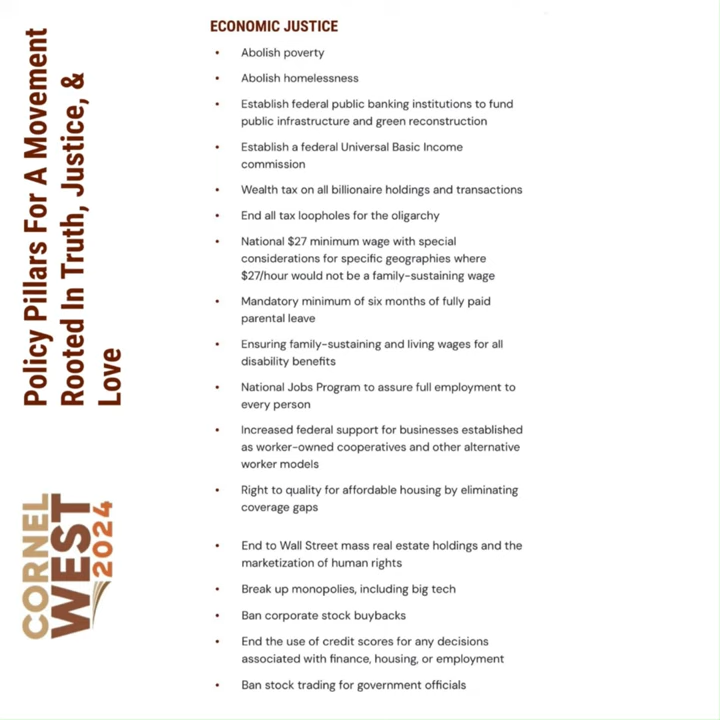 Policy Pillars For A Movement
Rooted In Truth, Justice, &
Love
CORNEL
WEST
2024
ECONOMIC JUSTICE
• Abolish poverty
• Abolish homelessness
• Establish federal public banking institutions to fund
public infrastructure and green reconstruction
• Establish a federal Universal Basic Income
commission
• Wealth tax on all billionaire holdings and transactions
• End all tax loopholes for the oligarchy
• National $27 minimum wage with special
considerations for specific geographies where
$27/hour would not be a family-sustaining wage
• Mandatory minimum of six months of fully paid
parental leave
• Ensuring family-sustaining and living wages for all
disability benefits
• National Jobs Program to assure full employment to
every person
• Increased federal support for businesses established
as worker-owned cooperatives and other alternative
worker models
• Right to quality for affordable housing by eliminating
coverage gaps
• End to Wall Street mass real estate holdings and the
marketization of human rights
• Break up monopolies, including big tech
• Ban corporate stock buybacks
• End the use of credit scores for any decisions
associated with finance, housing, or employment
• Ban stock trading for government officials